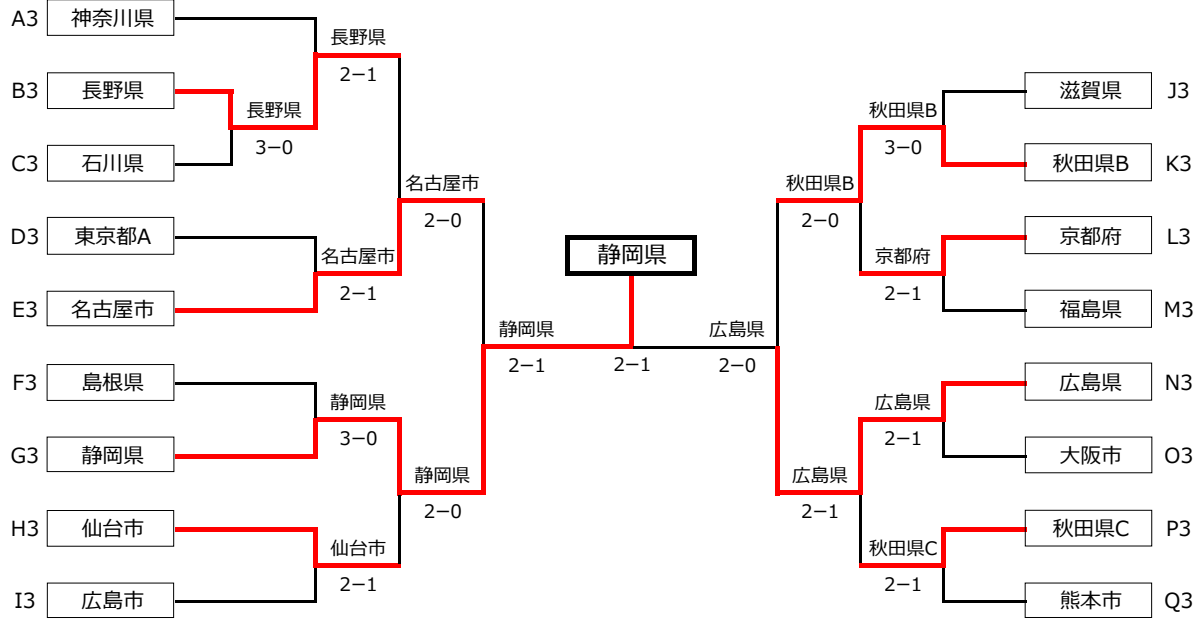 A3 神奈川県
B3 長野県
C3 石川県
D3 東京都A
E3 名古屋市
F3 島根県
G3 静岡県
H3 仙台市
I3 広島市
長野県
3−0
長野県
2−1
名古屋市
2−1
静岡県
3−0
仙台市
2−1
名古屋市
2−0
静岡県
2−0
静岡県
2−1
静岡県
2−1
広島県
2−0
秋田県B
2−0
広島県
2−1
秋田県B
3−0
京都府
2−1
広島県
2−1
秋田県C
2−1
滋賀県 J3
秋田県B K3
京都府 L3
福島県 M3
広島県 N3
大阪市 O3
秋田県C P3
熊本市 Q3